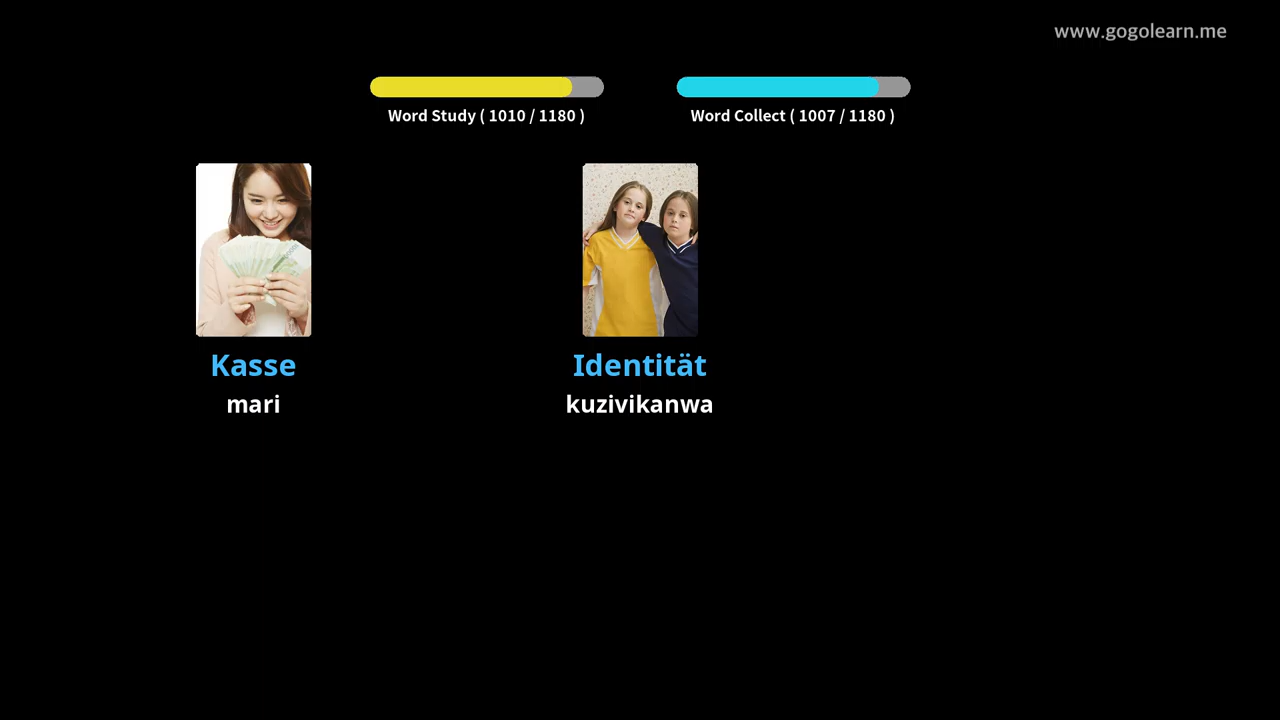 www.gogolearn.me
Word Study ( 1010 / 1180 )
Word Collect ( 1007 / 1180 )
Kasse
mari
Identität
kuzivikanwa